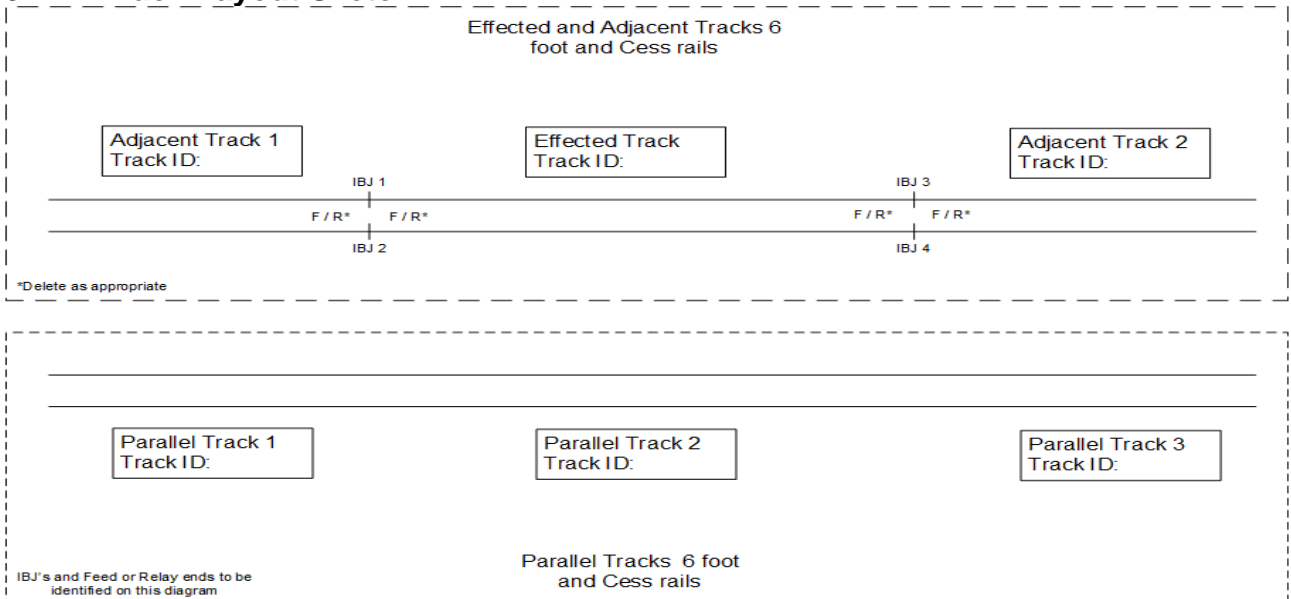 Effected and Adjacent Tracks 6
foot and Cess rails
Adjacent Track 1
Track ID:
Effected Track
Track ID:
Adjacent Track 2
Track ID:
IBJ 1
IBJ 3
F / R*
F / R*
F / R*
F / R*
IBJ 2
IBJ 4
*Delete as appropriate
Parallel Track 1
Track ID:
Parallel Track 2
Track ID:
Parallel Track 3
Track ID:
Parallel Tracks 6 foot
and Cess rails
IBJ's and Feed or Relay ends to be
identified on this diagram